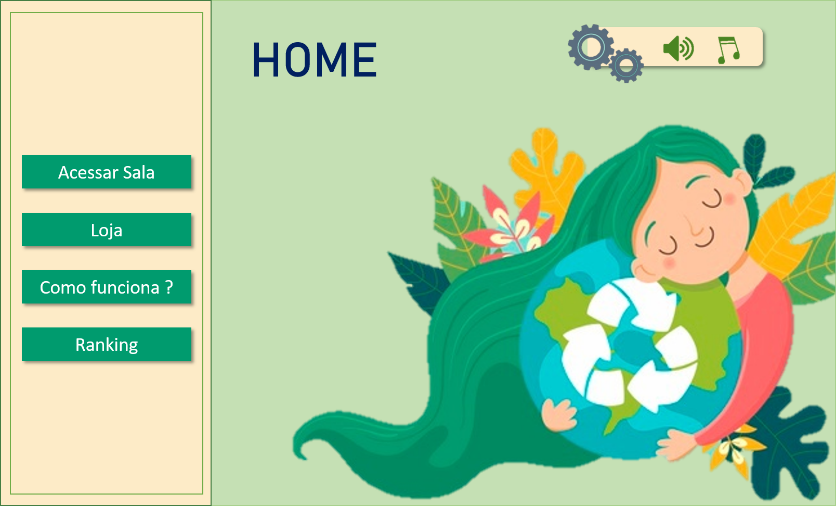 HOME
Acessar Sala
Loja
Como funciona ?
Ranking